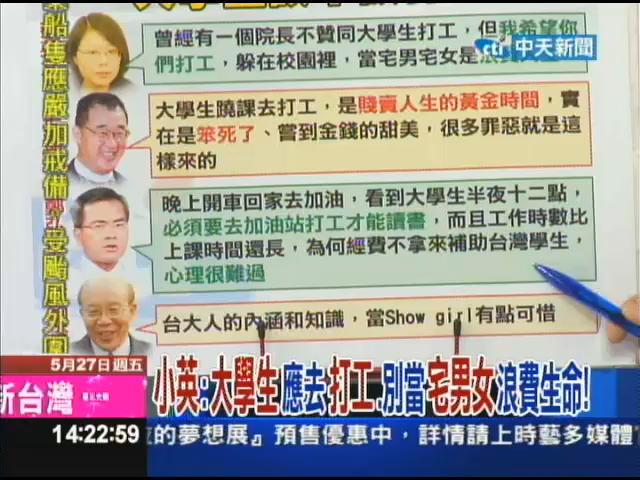 曾經有一個院長不贊同大學生打工，但我希望你
們打工，躲在校園裡，當宅男宅女是
中天新聞
大學生蹺課去打工，是賤賣人生的黃金時間，實
在是笨死了、嘗到金錢的甜美，很多罪惡就是這
樣來的
晚上開車回家去加油，看到大學生半夜十二點，
必須要去加油站打工才能讀書，而且工作時數比
上課時間還長，為何經費不拿來補助台灣學生，
心理很難過
台大人的內涵和知識，當Show girl有點可惜
船隻應嚴加戒備
受颱風外圍
5月27日週五
新台灣
小英:大學生應去打工 別當宅男女浪費生命!
14:22:59
的夢想展』預售優惠中，詳情請上時藝多媒體官